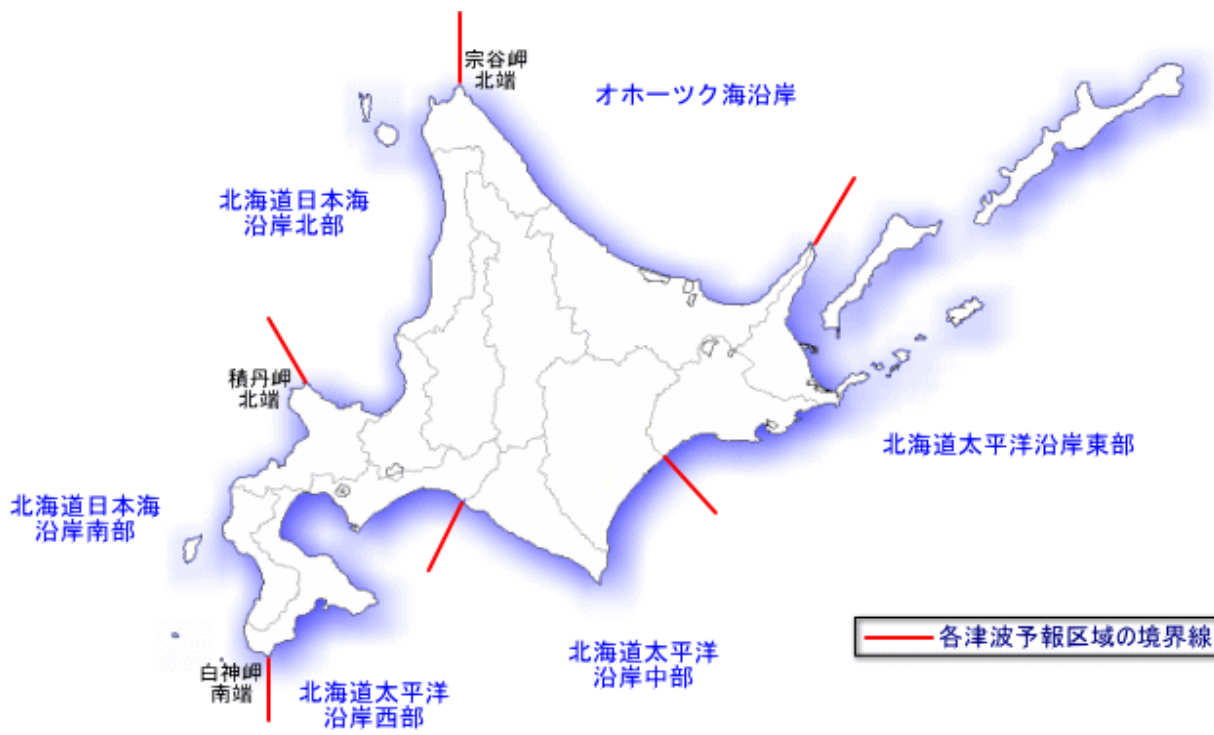 宗谷岬
北端
オホーツク海沿岸
北海道日本海
沿岸北部
積丹岬
北端
北海道太平洋沿岸東部
北海道日本海
沿岸南部
各津波予報区域の境界線
北海道太平洋
沿岸中部
白神岬
南端
北海道太平洋
沿岸西部